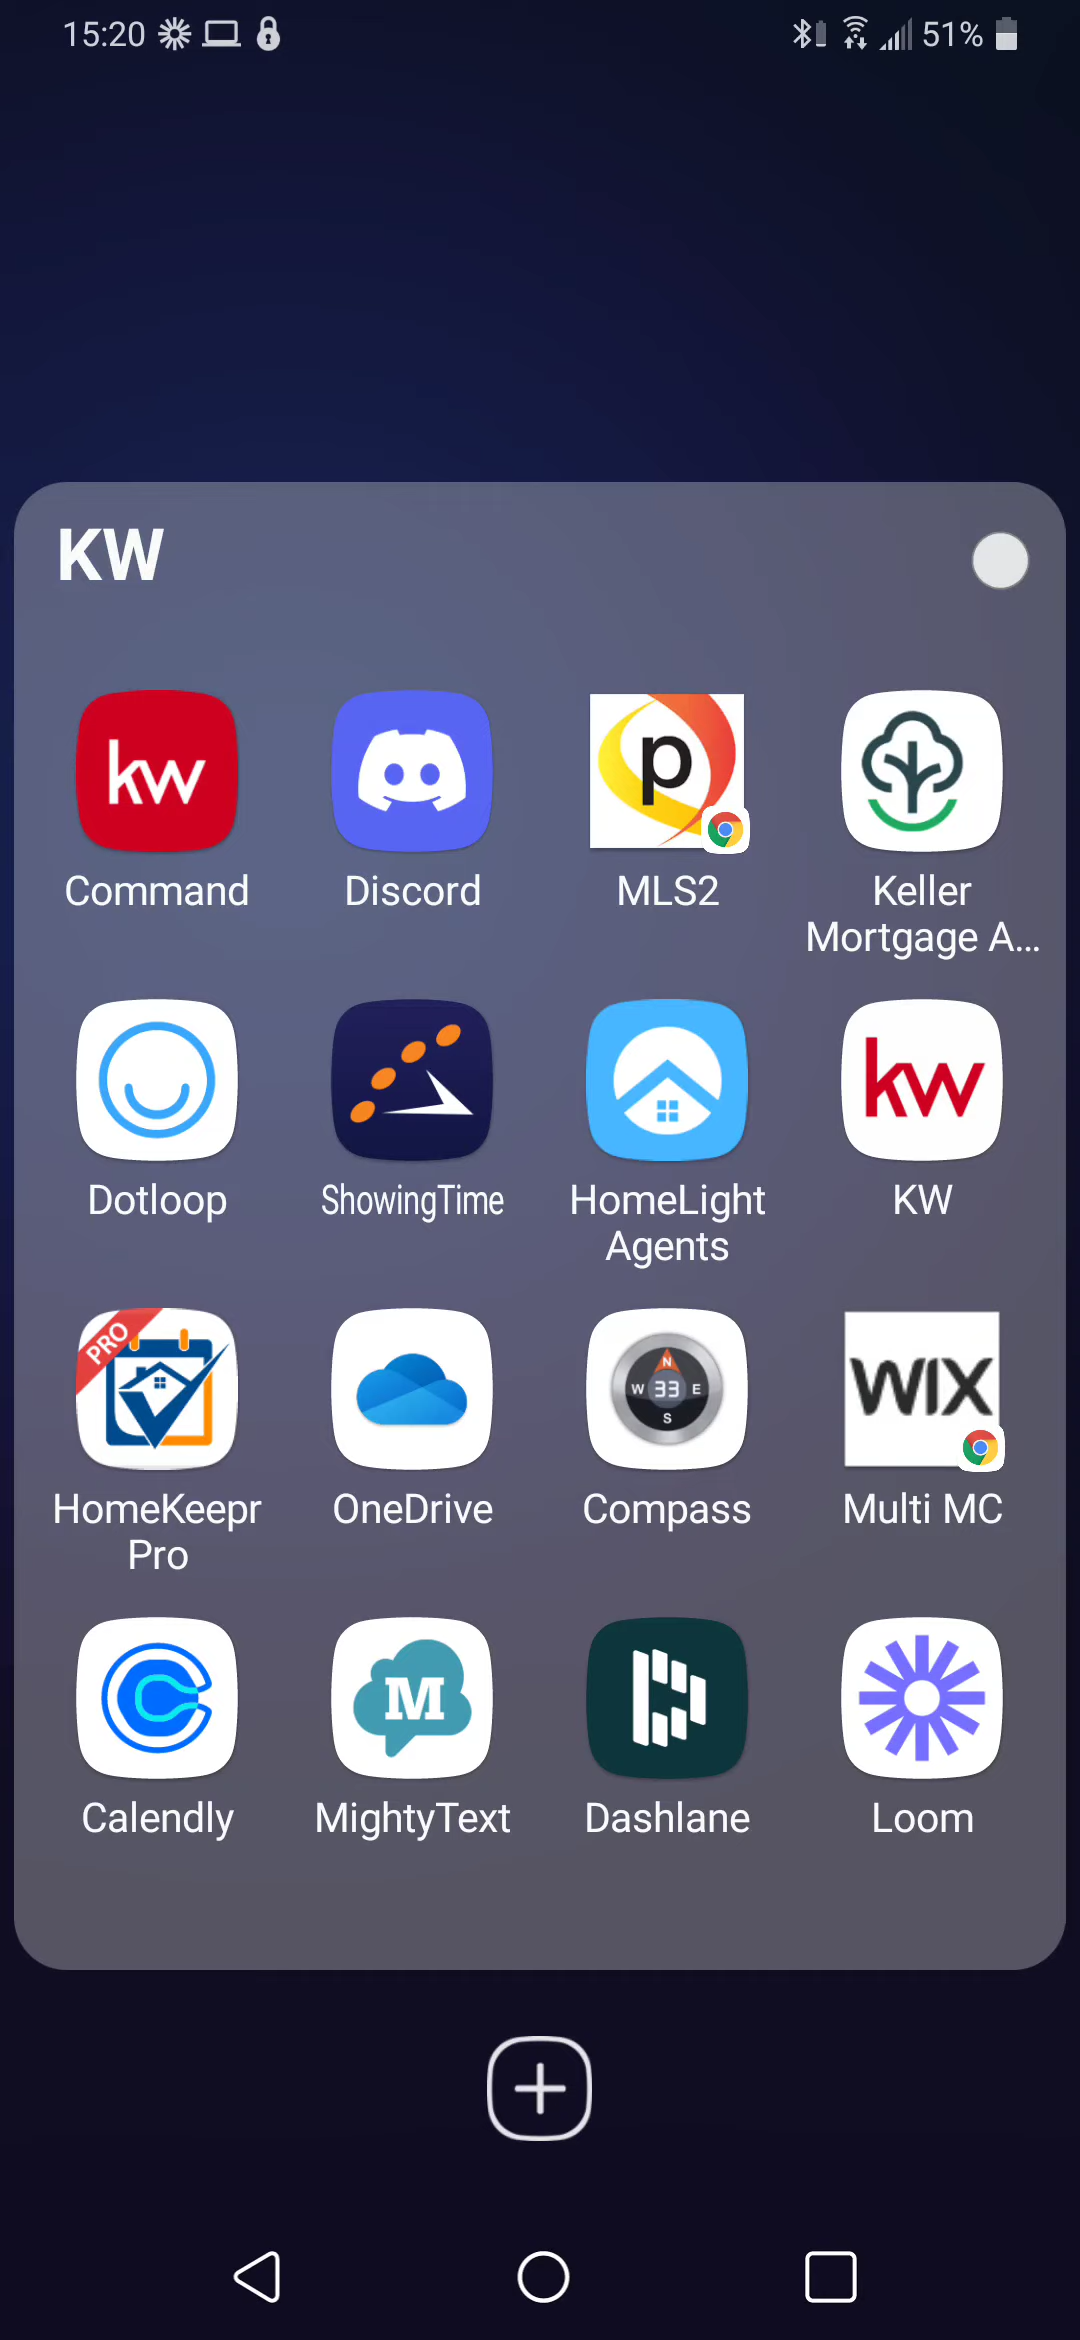 15:20 51%
KW
kw
p
Command Discord MLS2 Keller
Mortgage A...
kw
Dotloop ShowingTime HomeLight
Agents KW
PRO
N
W 33 E
S
WIX
HomeKeepr
Pro OneDrive Compass Multi MC
M
Calendly MightyText Dashlane Loom